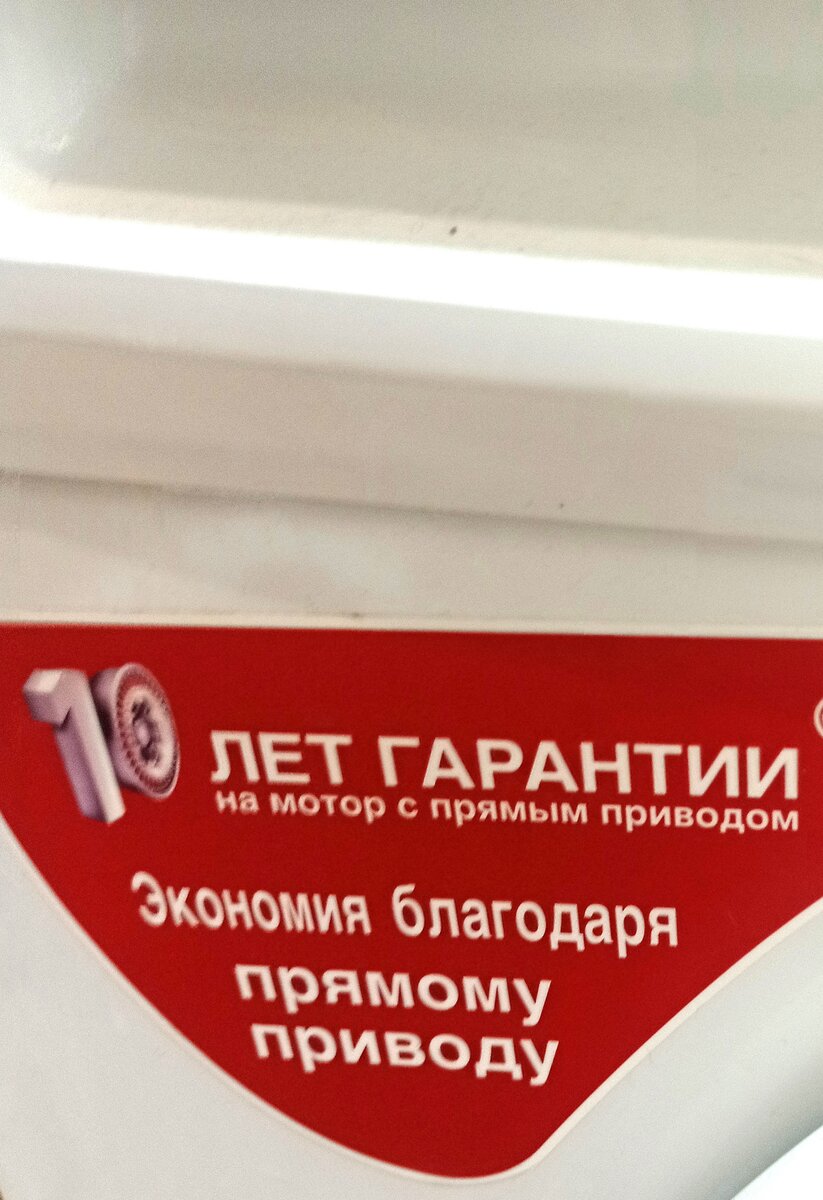 10 ЛЕТ ГАРАНТИИ
на мотор с прямым приводом
Экономия благодаря
прямому
приводу